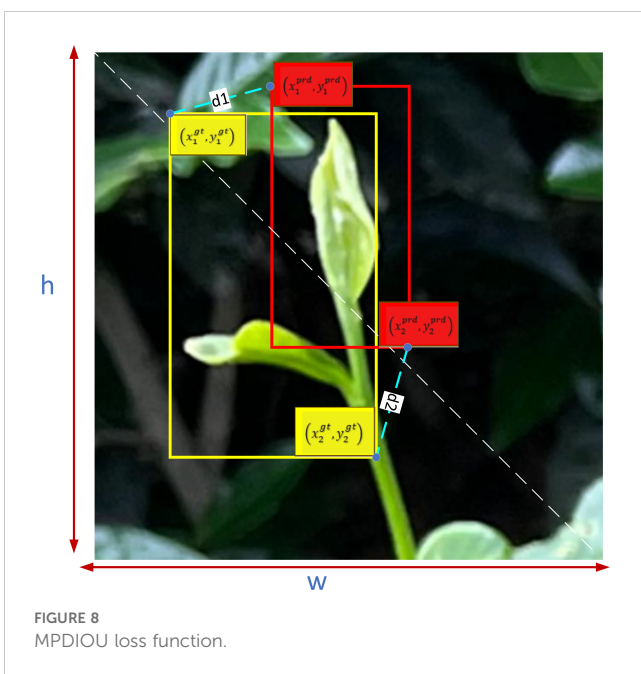 (x₁ᵖʳᵈ, y₁ᵖʳᵈ)
d1
(x₁ᵍᵗ, y₁ᵍᵗ)
h
(x₂ᵖʳᵈ, y₂ᵖʳᵈ)
d2
(x₂ᵍᵗ, y₂ᵍᵗ)
w
FIGURE 8
MPDIOU loss function.